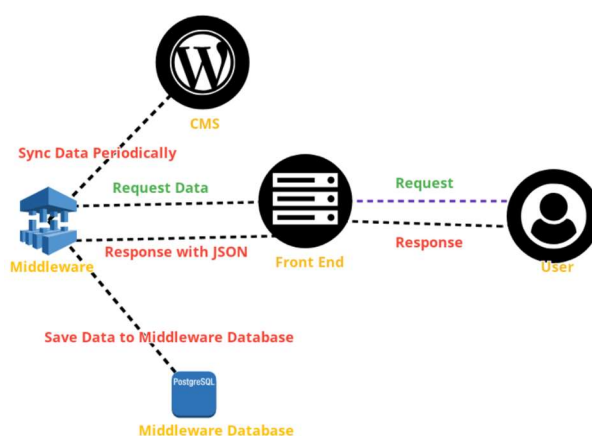 CMS
Sync Data Periodically
Request Data
Request
Response with JSON
Response
Middleware
Front End
User
Save Data to Middleware Database
PostgreSQL
Middleware Database